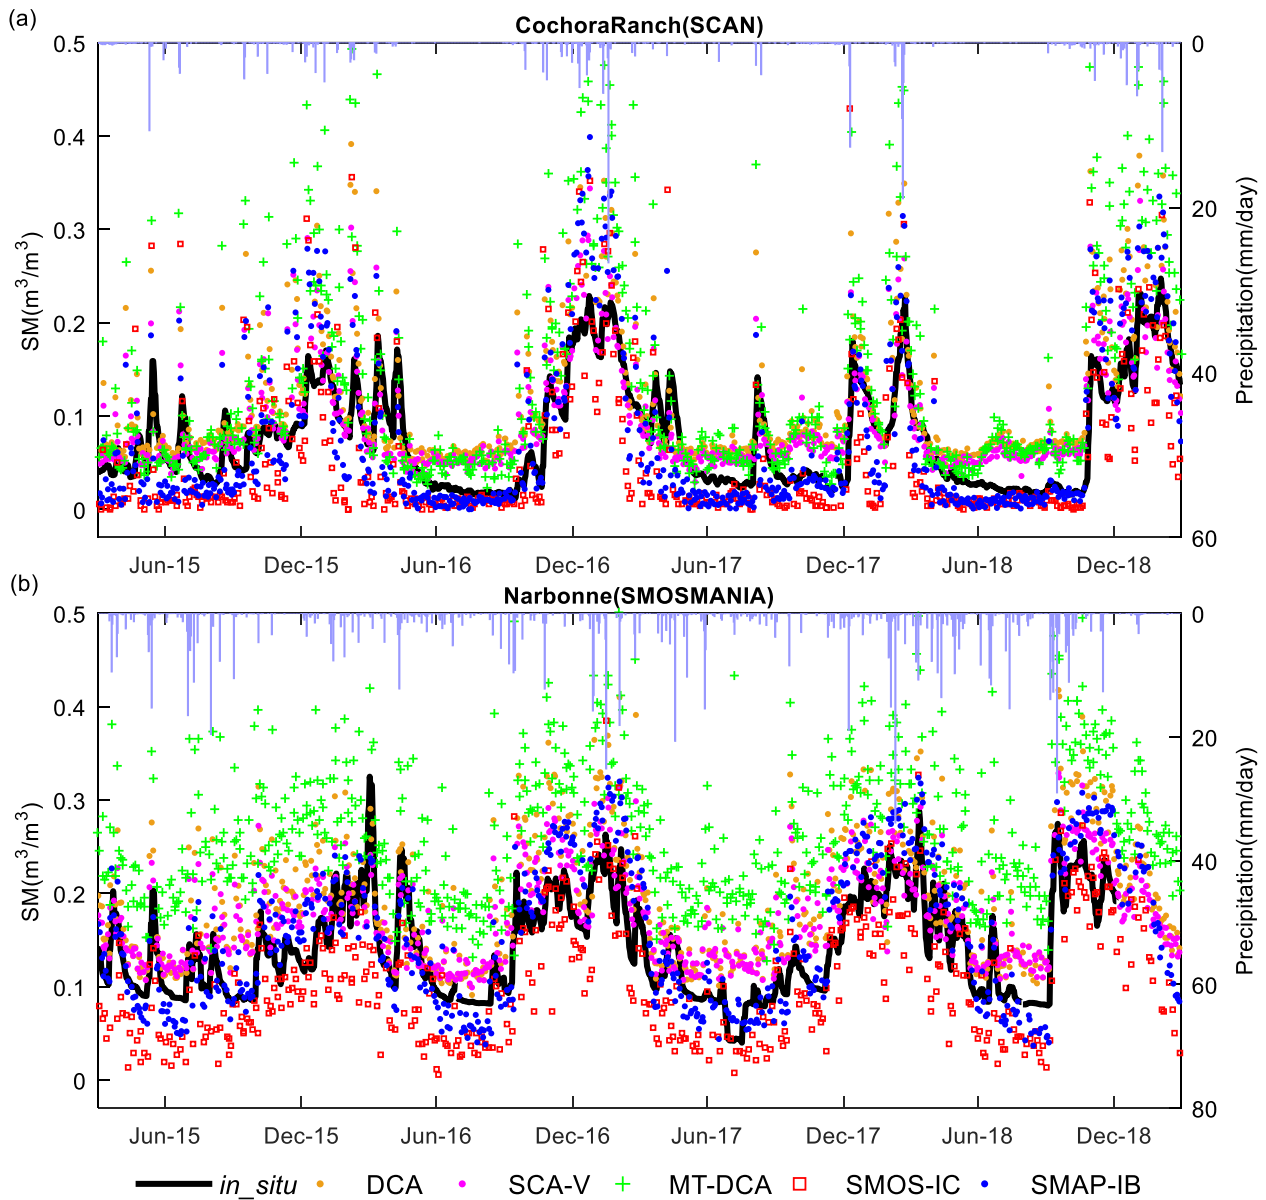 (a)
CochoraRanch(SCAN)
0.5
0.4
0.3
0.2
0.1
0
SM(m³/m³)
0
20
40
60
Precipitation(mm/day)
Jun-15 Dec-15 Jun-16 Dec-16 Jun-17 Dec-17 Jun-18 Dec-18
(b)
Narbonne(SMOSMANIA)
0.5
0.4
0.3
0.2
0.1
0
SM(m³/m³)
0
20
40
60
80
Precipitation(mm/day)
Jun-15 Dec-15 Jun-16 Dec-16 Jun-17 Dec-17 Jun-18 Dec-18
in_situ DCA SCA-V MT-DCA SMOS-IC SMAP-IB